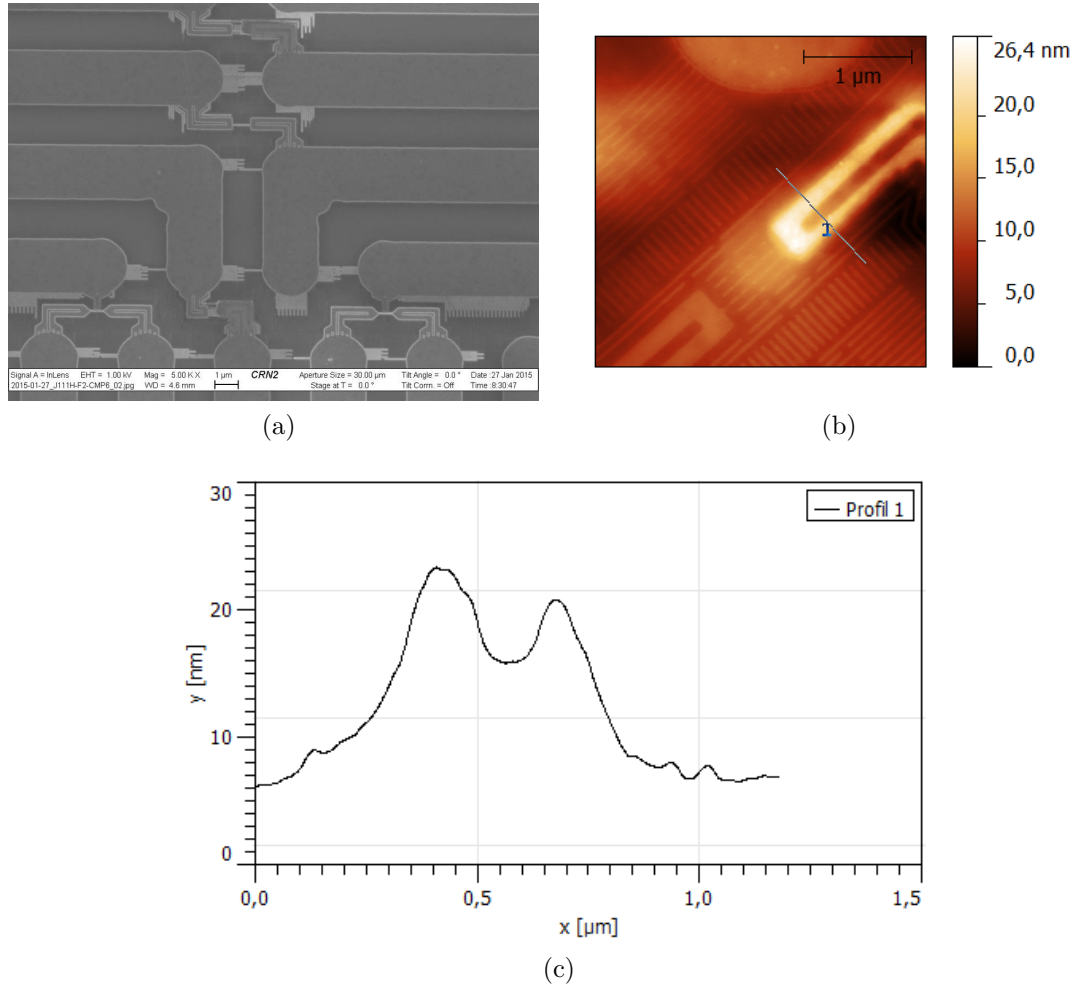 Signal A = InLens EHT = 1.00 kV Mag = 5.00 K X 1 µm CRN2 Aperture Size = 30.00 µm Tilt Angle = 0.0 ° Date :27 Jan 2015
2015-01-27_J111H-F2-CMP6_02.jpg WD = 4.6 mm Stage at T = 0.0 ° Tilt Corrn. = Off Time :8:30:47
(a)
1 µm
1
26,4 nm
20,0
15,0
10,0
5,0
0,0
(b)
30
20
10
0
y [nm]
Profil 1
0,0 0,5 1,0 1,5
x [µm]
(c)